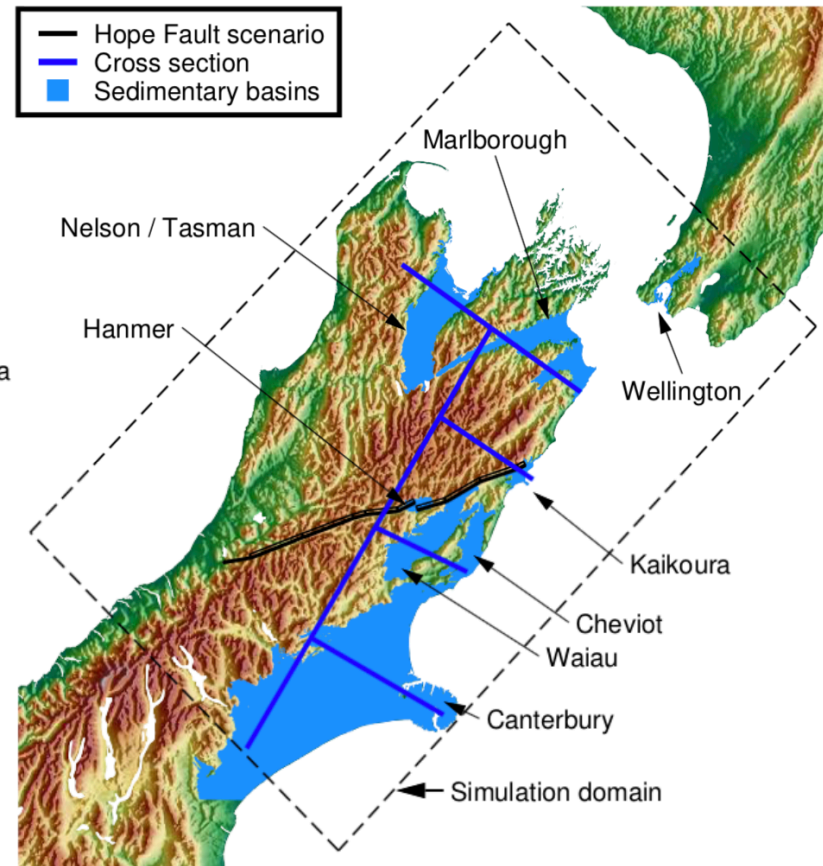 Hope Fault scenario
Cross section
Sedimentary basins
Marlborough
Nelson / Tasman
Hanmer
a
Wellington
Kaikoura
Cheviot
Waiau
Canterbury
Simulation domain